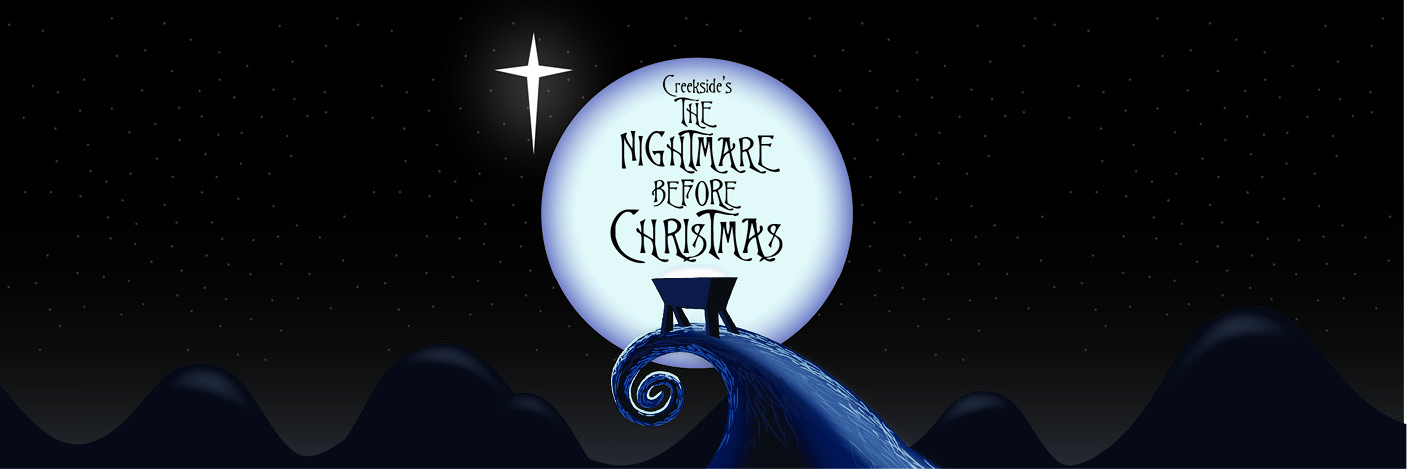 Creekside's
THE
NiGHTMARE
BEFORE
CHRISTMAS